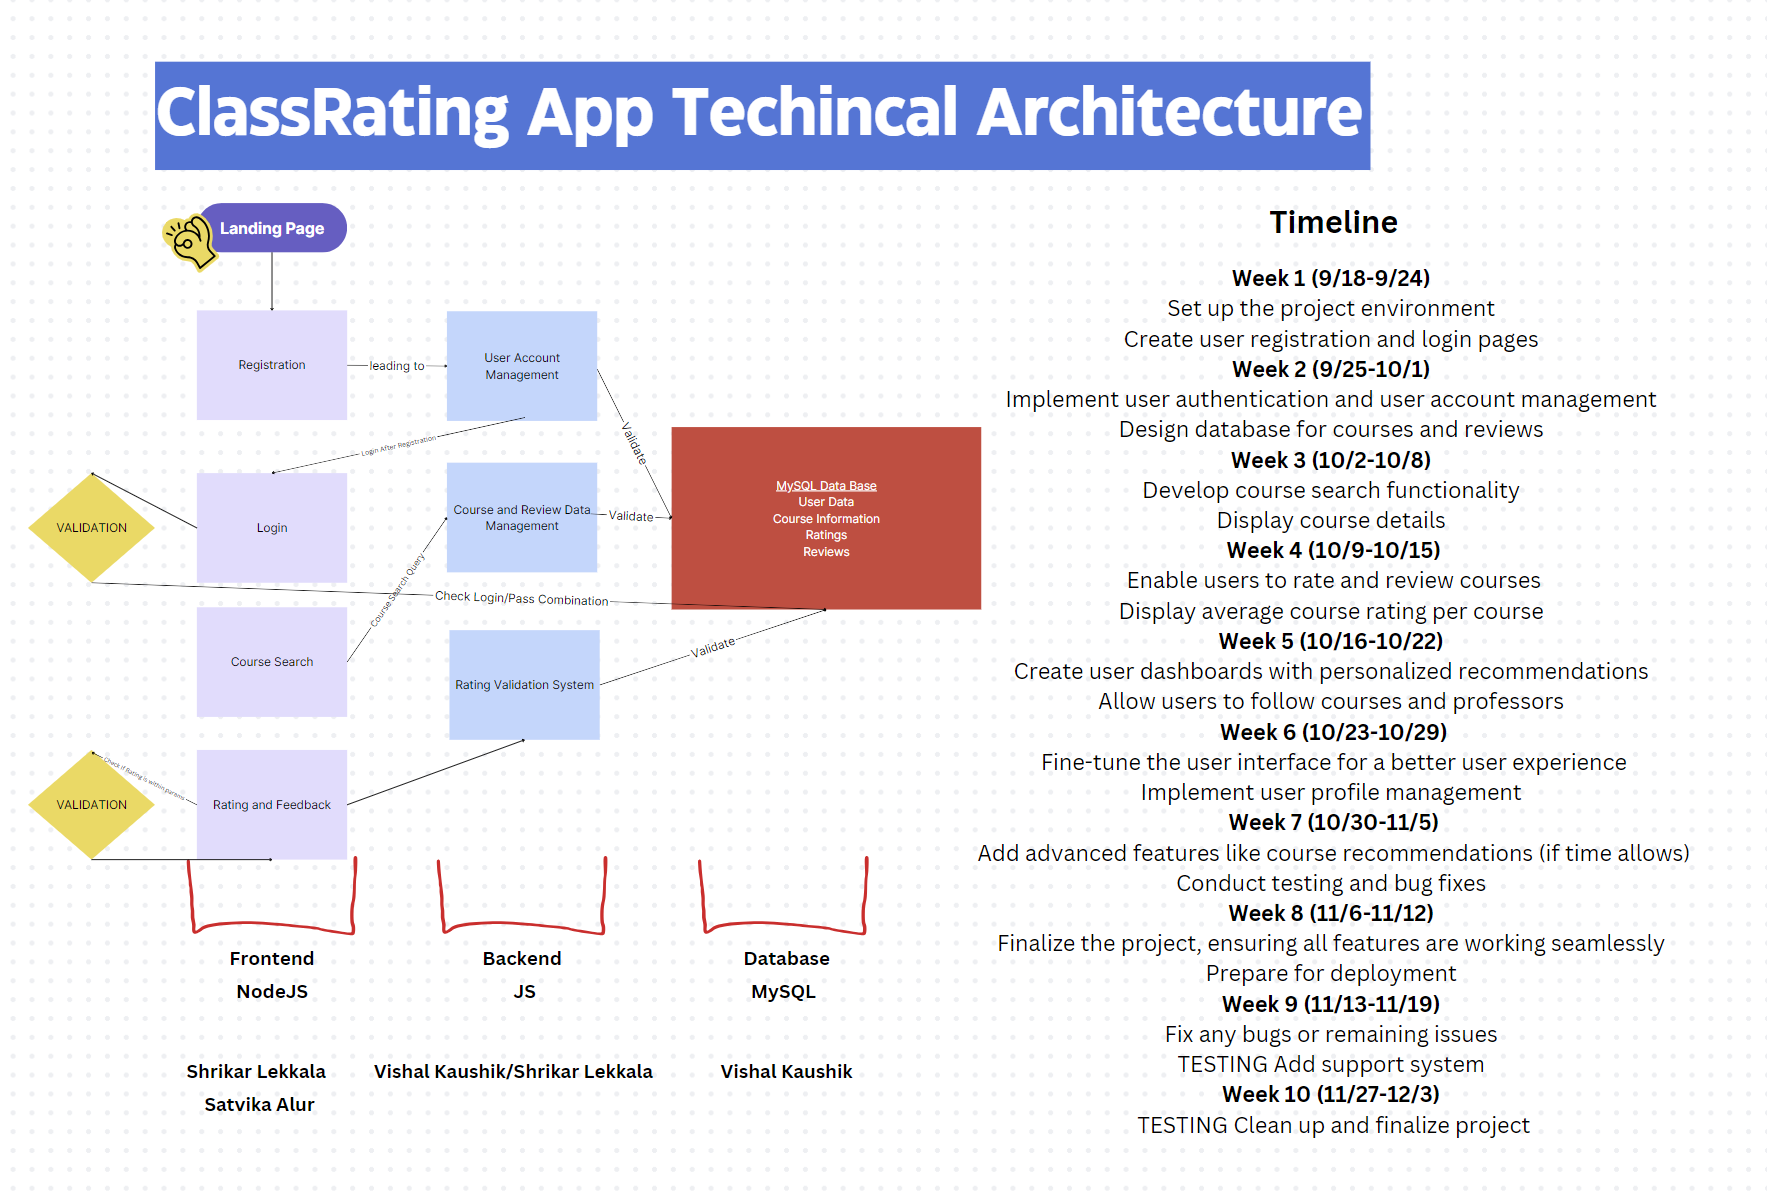 ClassRating App Techincal Architecture
Landing Page
Registration
leading to
User Account
Management
Login After Registration
Validate
VALIDATION
Login
Course and Review Data
Management
Validate
MySQL Data Base
User Data
Course Information
Ratings
Reviews
Course Search Query
Check Login/Pass Combination
Course Search
Rating Validation System
Validate
VALIDATION
Check if Rating is within params
Rating and Feedback
Frontend
NodeJS
Backend
JS
Database
MySQL
Shrikar Lekkala
Satvika Alur
Vishal Kaushik/Shrikar Lekkala
Vishal Kaushik
Timeline
Week 1 (9/18-9/24)
Set up the project environment
Create user registration and login pages
Week 2 (9/25-10/1)
Implement user authentication and user account management
Design database for courses and reviews
Week 3 (10/2-10/8)
Develop course search functionality
Display course details
Week 4 (10/9-10/15)
Enable users to rate and review courses
Display average course rating per course
Week 5 (10/16-10/22)
Create user dashboards with personalized recommendations
Allow users to follow courses and professors
Week 6 (10/23-10/29)
Fine-tune the user interface for a better user experience
Implement user profile management
Week 7 (10/30-11/5)
Add advanced features like course recommendations (if time allows)
Conduct testing and bug fixes
Week 8 (11/6-11/12)
Finalize the project, ensuring all features are working seamlessly
Prepare for deployment
Week 9 (11/13-11/19)
Fix any bugs or remaining issues
TESTING Add support system
Week 10 (11/27-12/3)
TESTING Clean up and finalize project